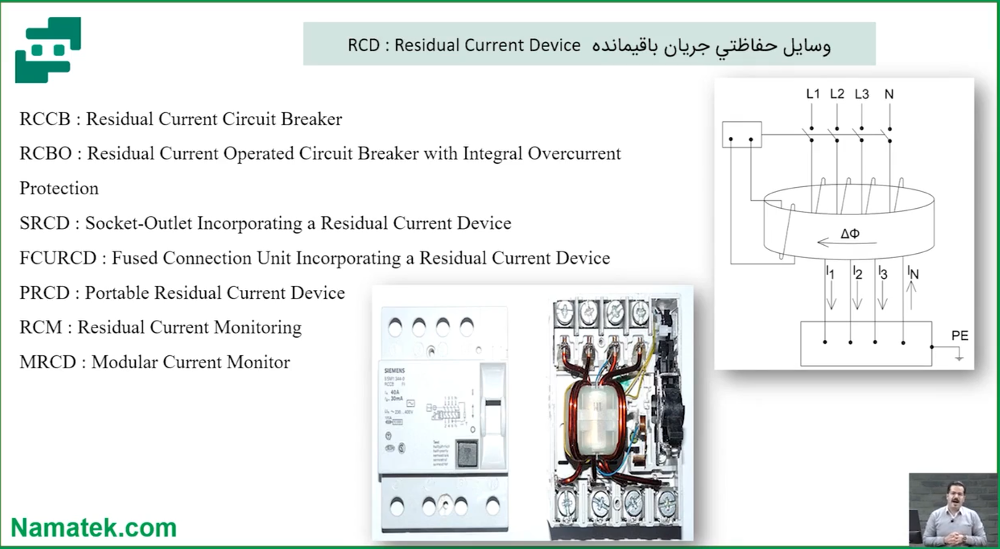 RCD : Residual Current Device وسايل حفاظتي جريان باقيمانده
RCCB : Residual Current Circuit Breaker
RCBO : Residual Current Operated Circuit Breaker with Integral Overcurrent
Protection
SRCD : Socket-Outlet Incorporating a Residual Current Device
FCURCD : Fused Connection Unit Incorporating a Residual Current Device
PRCD : Portable Residual Current Device
RCM : Residual Current Monitoring
MRCD : Modular Current Monitor
L1 L2 L3 N
ΔΦ
I1 I2 I3 IN
PE
SIEMENS
RCCB
40A
30mA
Test
Namatek.com